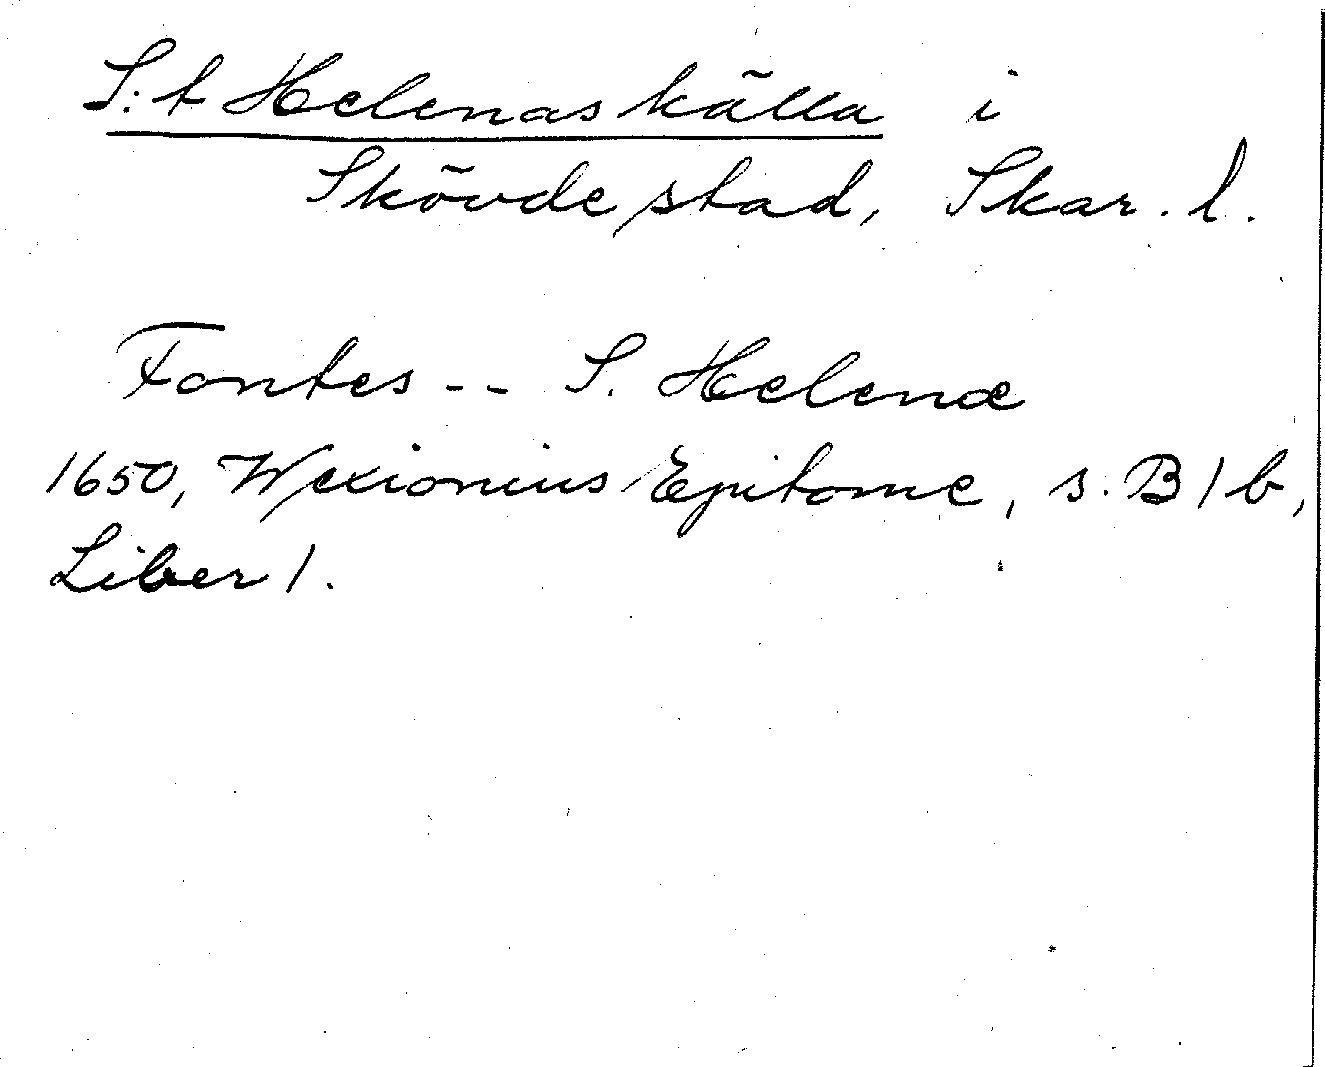 S:t Helenas källa i
Skövde stad, Skar. l.
Fontes -- S. Helenæ
1650, Wexionius Epitome, s. B1b,
Liber 1.